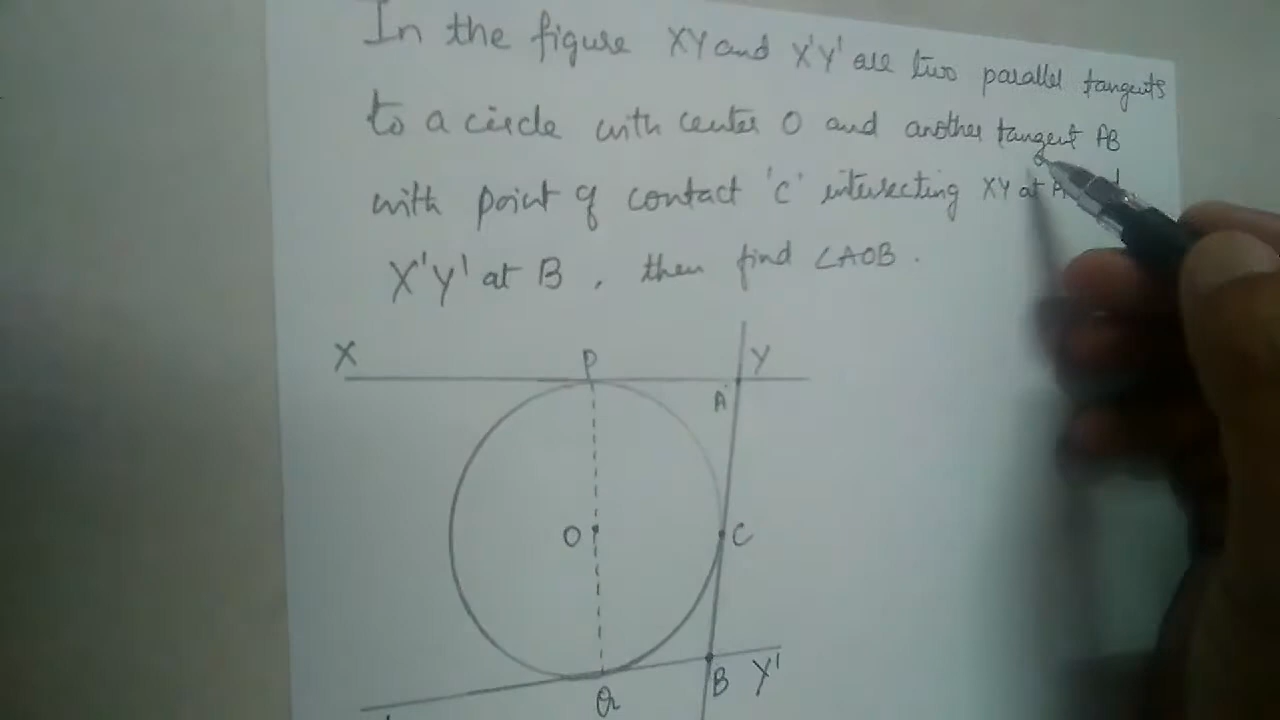 In the figure XY and X'Y' are two parallel tangents
to a circle with center O and another tangent AB
with point of contact 'C' intersecting XY at A
X'Y' at B , then find ∠AOB .
X
P
Y
A
O
C
B
Y'
Q